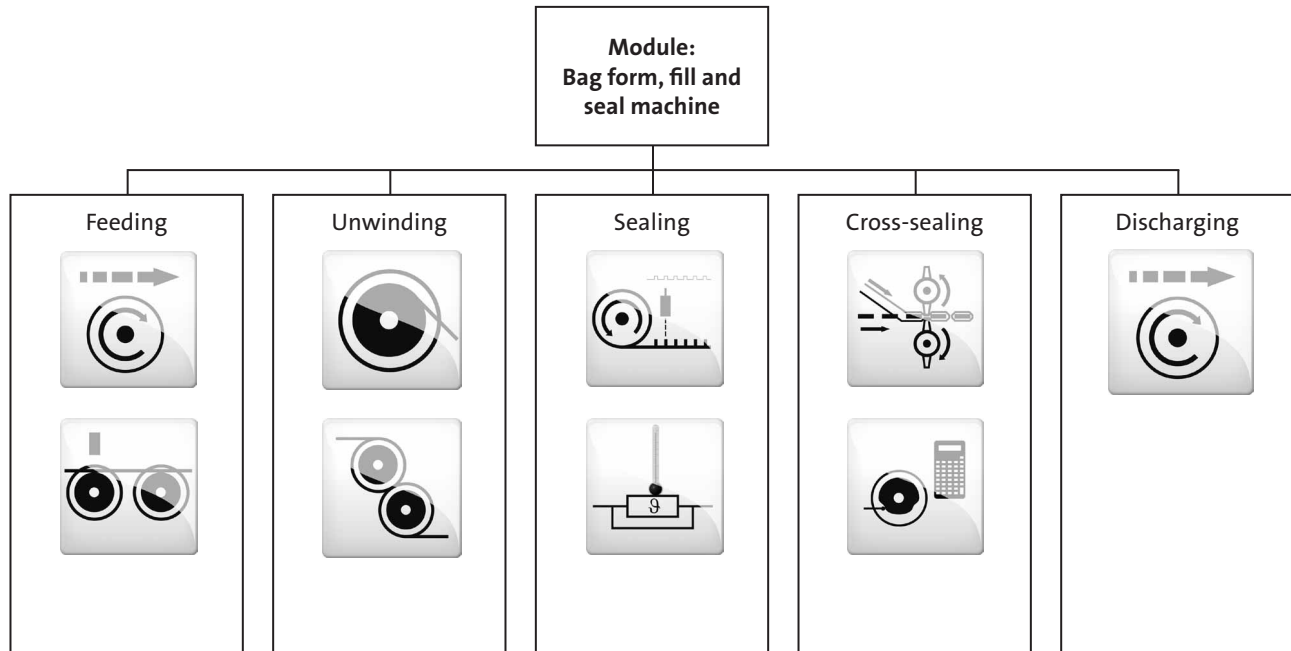 Module:
Bag form, fill and
seal machine
Feeding
Unwinding
Sealing
Cross-sealing
Discharging
ϑ